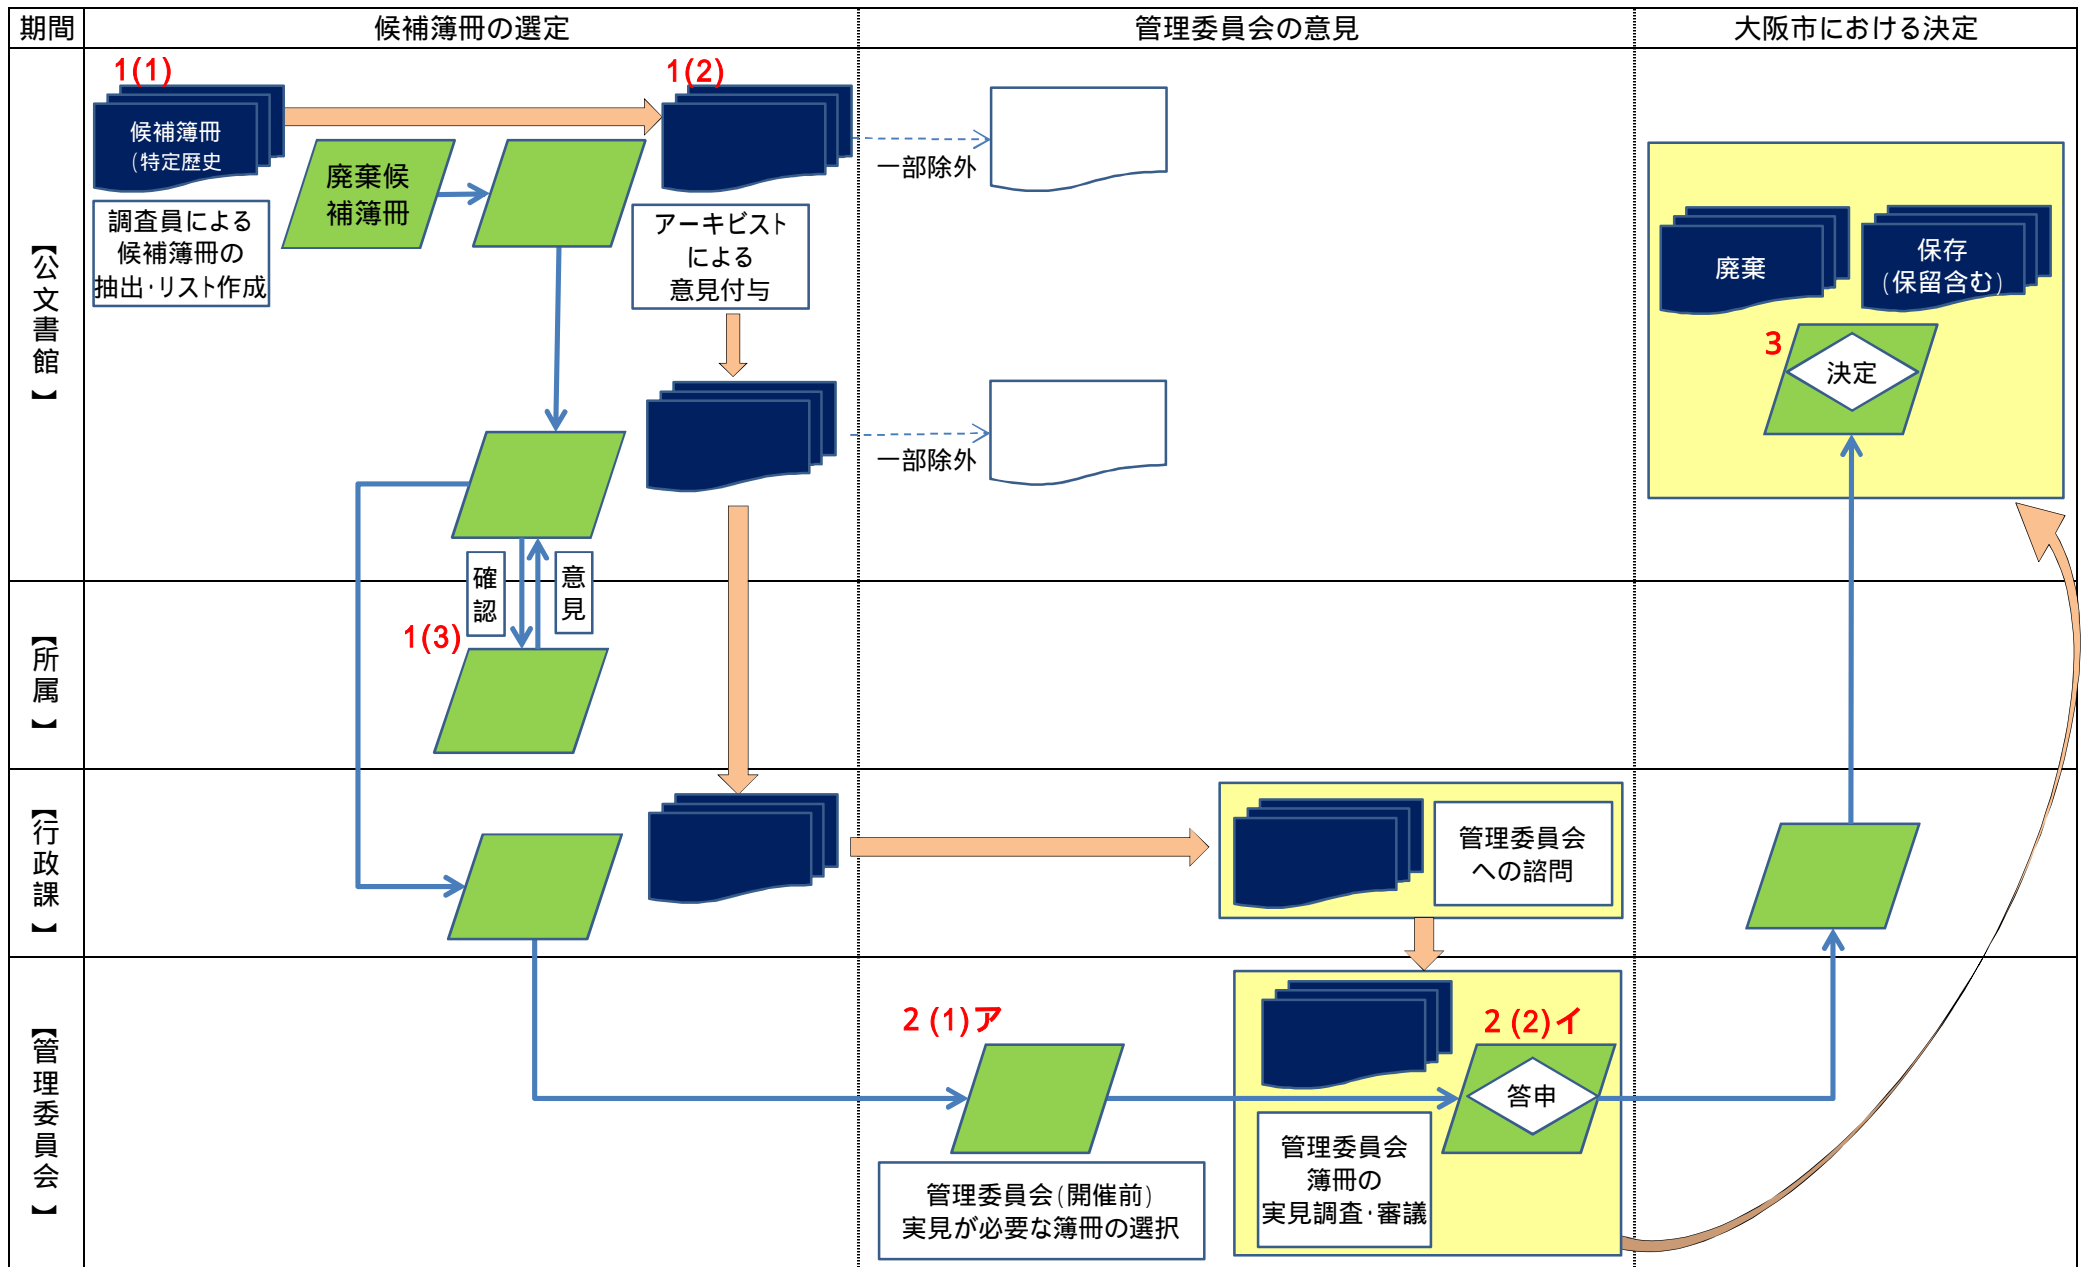 期間
候補簿冊の選定
管理委員会の意見
大阪市における決定
【公文書館】
1(1)
候補簿冊
(特定歴史
調査員による
候補簿冊の
抽出・リスト作成
廃棄候
補簿冊
1(2)
アーキビスト
による
意見付与
一部除外
一部除外
廃棄
保存
(保留含む)
3
決定
確認
意見
【所属】
1(3)
【行政課】
管理委員会
への諮問
【管理委員会】
2 (1)ア
管理委員会(開催前)
実見が必要な簿冊の選択
2 (2)イ
答申
管理委員会
簿冊の
実見調査・審議